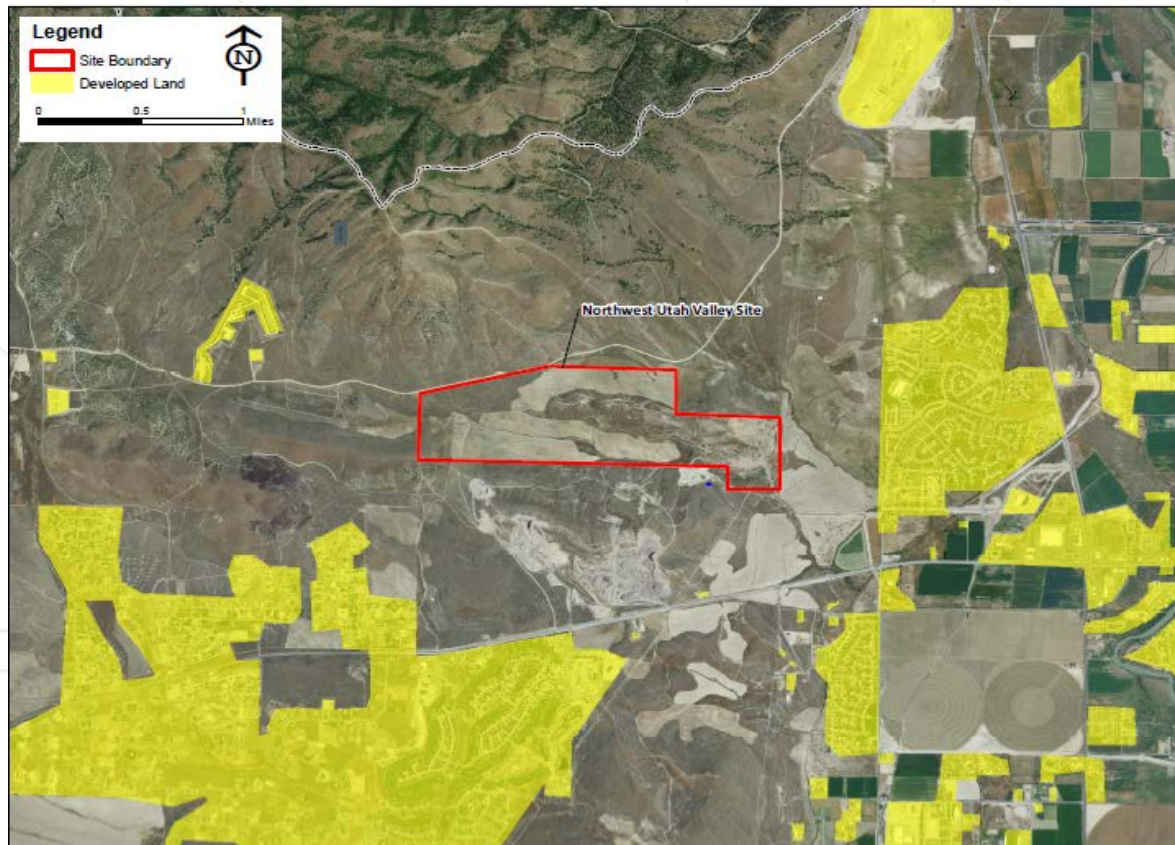 Legend
N
Site Boundary
Developed Land
0 0.5 1
Miles
Northwest Utah Valley Site